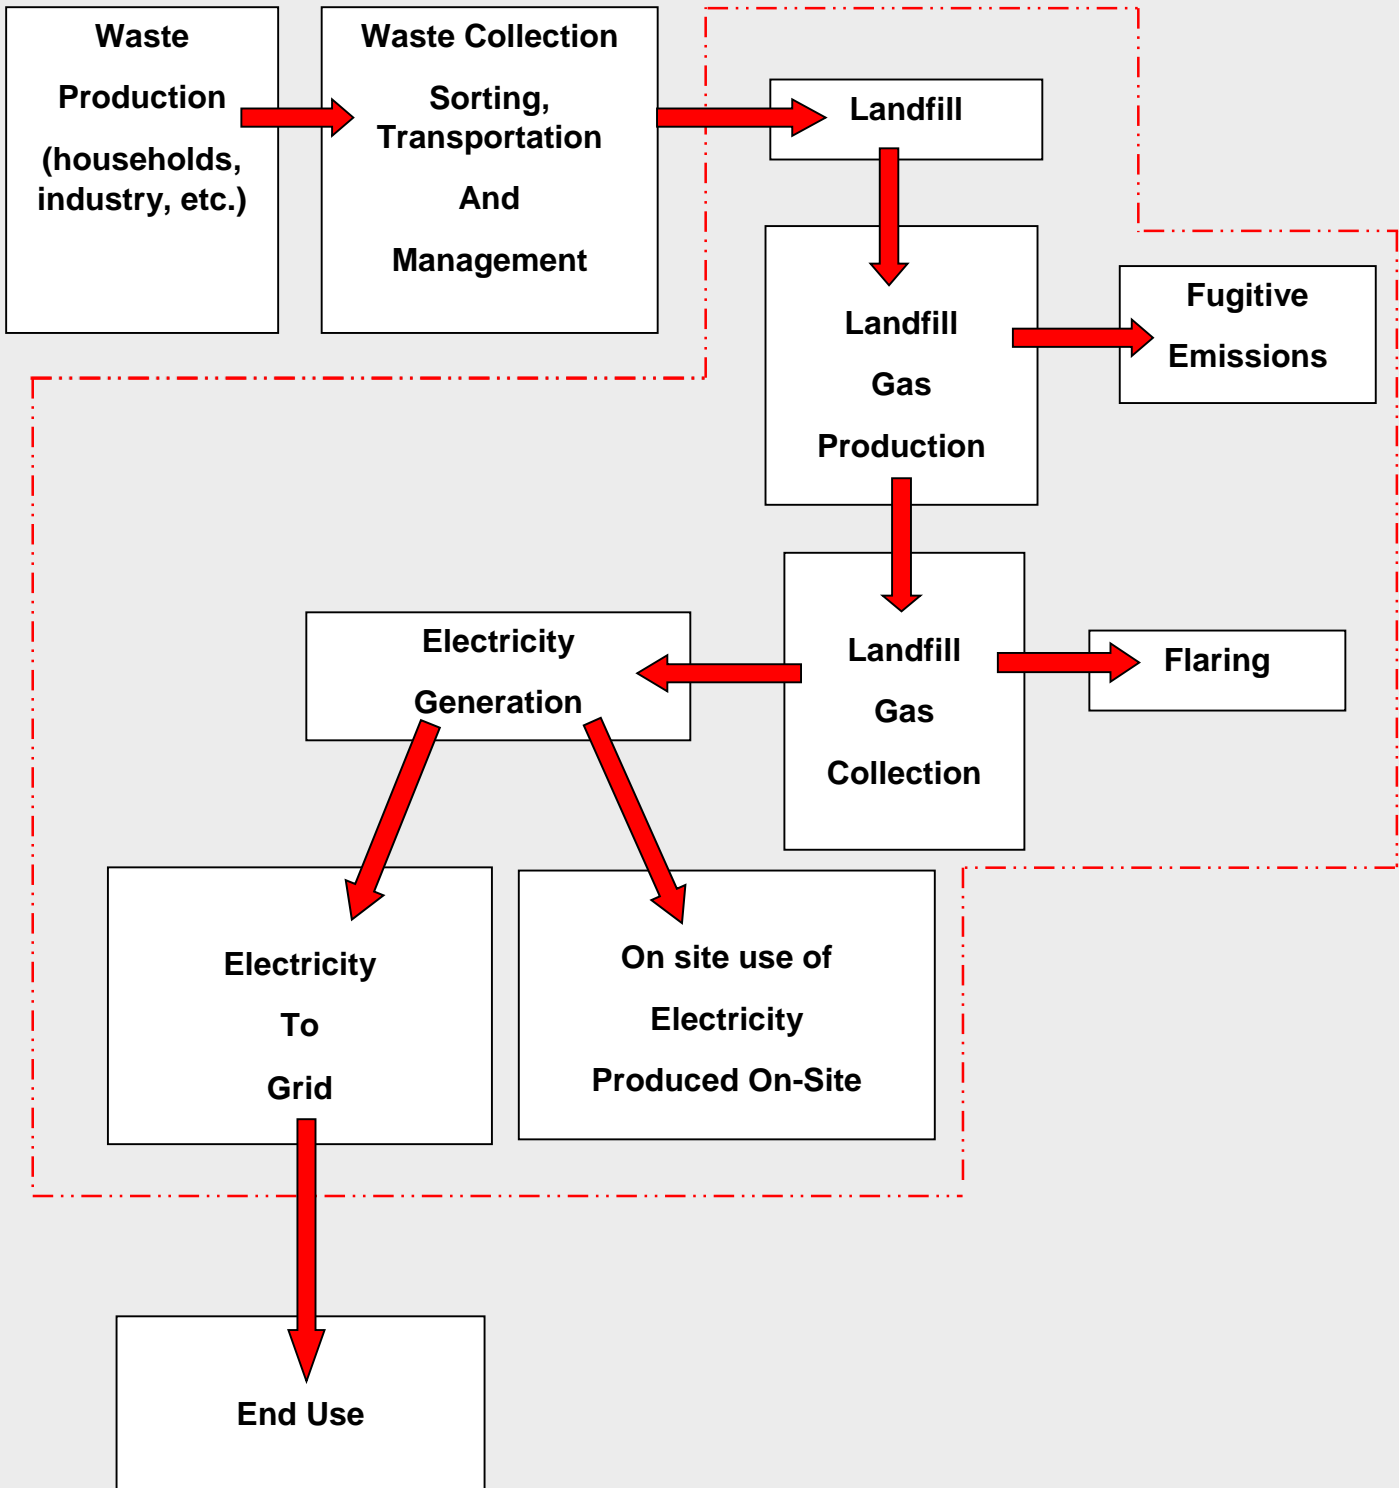 Waste
Production
(households,
industry, etc.)
Waste Collection
Sorting,
Transportation
And
Management
Landfill
Landfill
Gas
Production
Fugitive
Emissions
Landfill
Gas
Collection
Flaring
Electricity
Generation
Electricity
To
Grid
On site use of
Electricity
Produced On-Site
End Use